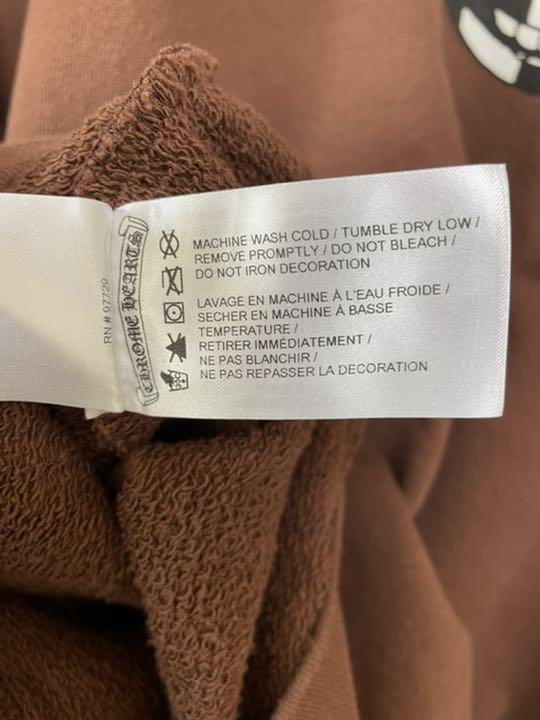 RN # 97729
CHROME HEARTS
MACHINE WASH COLD / TUMBLE DRY LOW /
REMOVE PROMPTLY / DO NOT BLEACH /
DO NOT IRON DECORATION
LAVAGE EN MACHINE À L'EAU FROIDE /
SECHER EN MACHINE À BASSE
TEMPERATURE /
RETIRER IMMÉDIATEMENT /
NE PAS BLANCHIR /
NE PAS REPASSER LA DECORATION